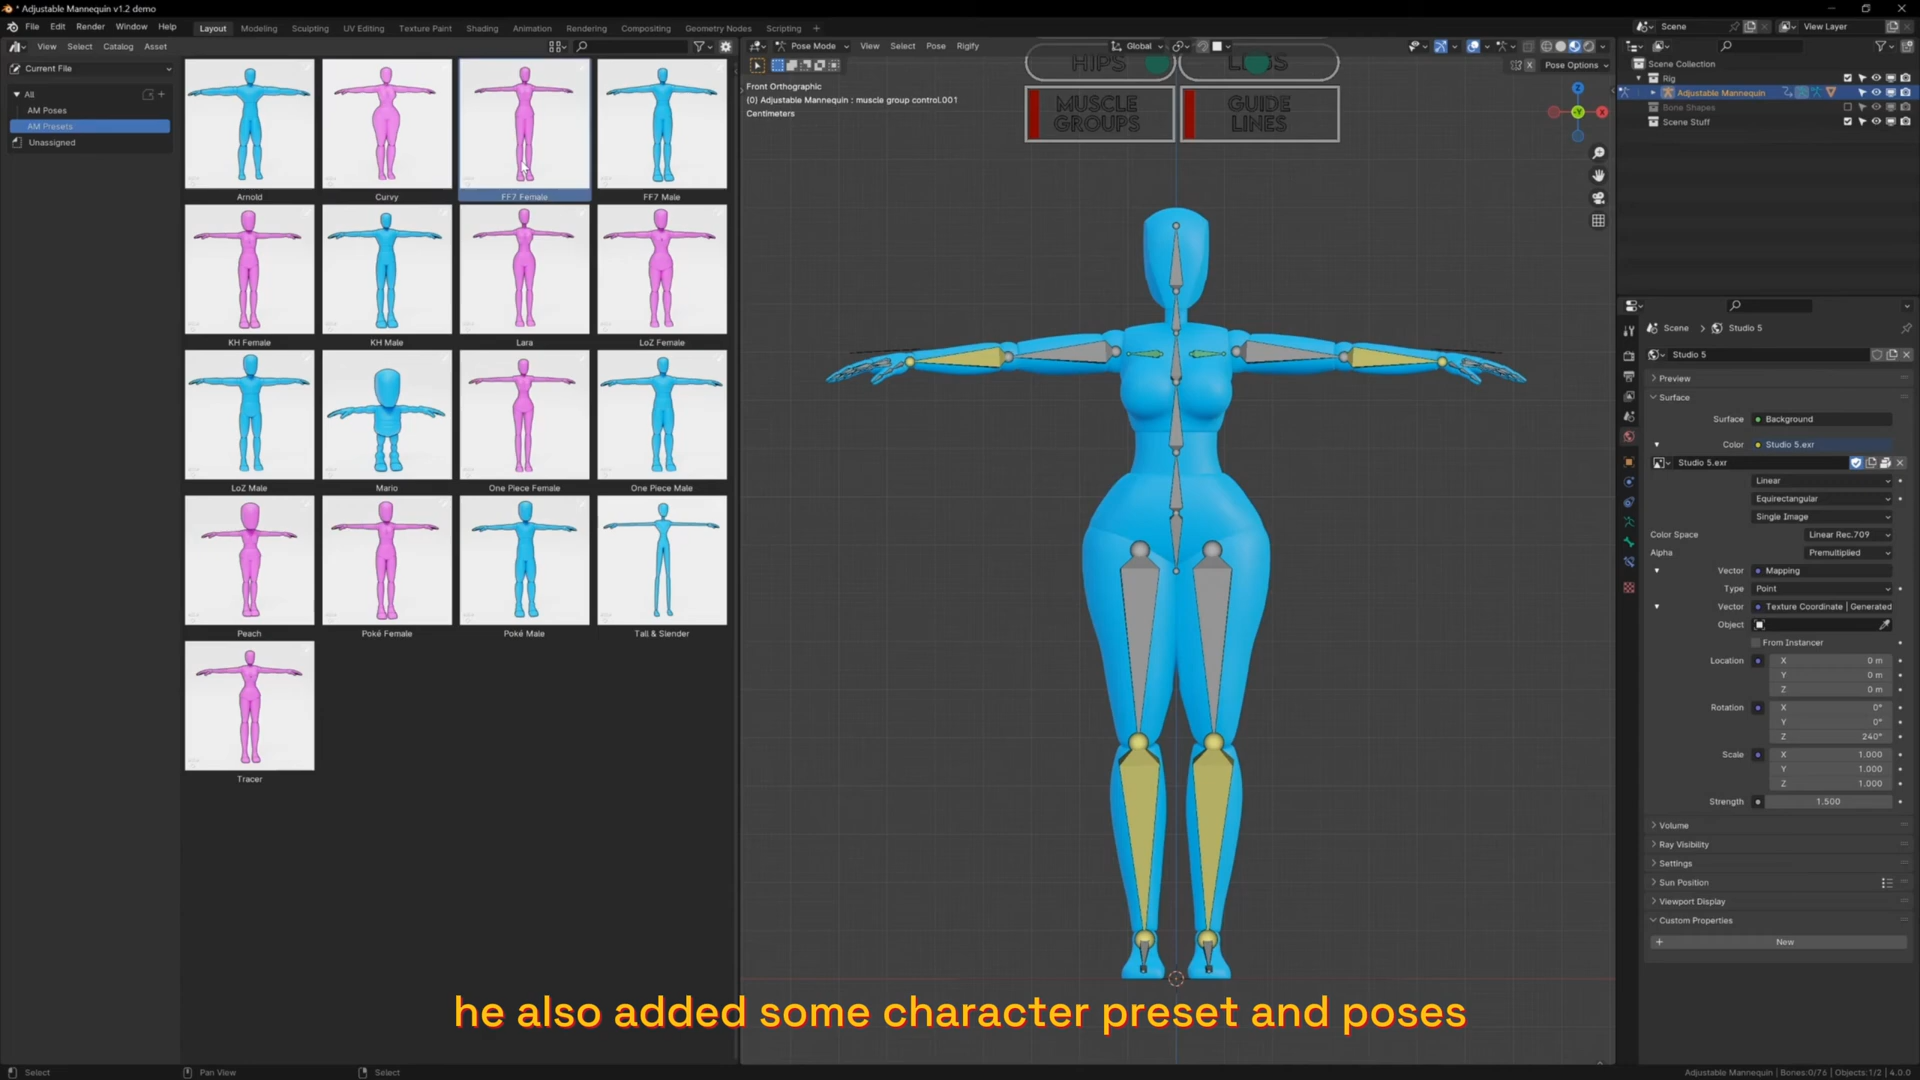 * Adjustable Mannequin v1.2 demo
File Edit Render Window Help Layout Modeling Sculpting UV Editing Texture Paint Shading Animation Rendering Compositing Geometry Nodes Scripting + Scene View Layer
View Select Catalog Asset
Current File
All
AM Poses
AM Presets
Unassigned
Arnold Curvy FF7 Female FF7 Male
KH Female KH Male Lara LoZ Female
LoZ Male Mario One Piece Female One Piece Male
Peach Poké Female Poké Male Tall & Slender
Tracer
Pose Mode View Select Pose Rigify Global
Pose Options
Front Orthographic
(0) Adjustable Mannequin : muscle group control.001
Centimeters
HIPS LEGS
MUSCLE GROUPS
GUIDE LINES
Z
Y
X
Scene Collection
Rig
Adjustable Mannequin
Bone Shapes
Scene Stuff
Scene > Studio 5
Studio 5
Preview
Surface
Surface Background
Color Studio 5.exr
Studio 5.exr
Linear
Equirectangular
Single Image
Color Space Linear Rec.709
Alpha Premultiplied
Vector Mapping
Type Point
Vector Texture Coordinate | Generated
Object
From Instancer
Location X 0 m
Y 0 m
Z 0 m
Rotation X 0°
Y 0°
Z 240°
Scale X 1.000
Y 1.000
Z 1.000
Strength 1.500
Volume
Ray Visibility
Settings
Sun Position
Viewport Display
Custom Properties
+ New
he also added some character preset and poses
Select Pan View Select Adjustable Mannequin | Bones:0/76 | Objects:1/2 | 4.0.0